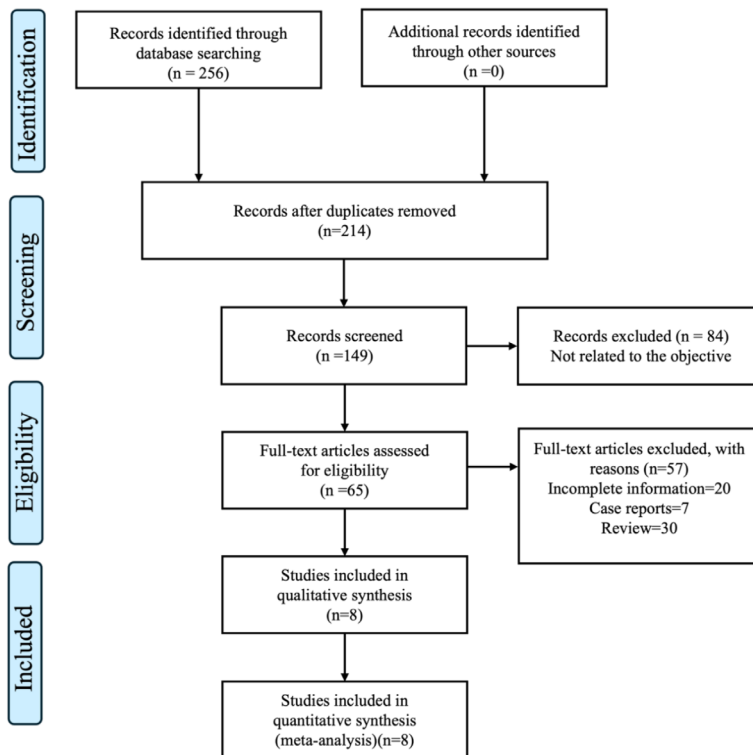 Identification
Records identified through
database searching
(n = 256)
Additional records identified
through other sources
(n =0)
Screening
Records after duplicates removed
(n=214)
Records screened
(n =149)
Records excluded (n = 84)
Not related to the objective
Eligibility
Full-text articles assessed
for eligibility
(n =65)
Full-text articles excluded, with
reasons (n=57)
Incomplete information=20
Case reports=7
Review=30
Included
Studies included in
qualitative synthesis
(n=8)
Studies included in
quantitative synthesis
(meta-analysis)(n=8)